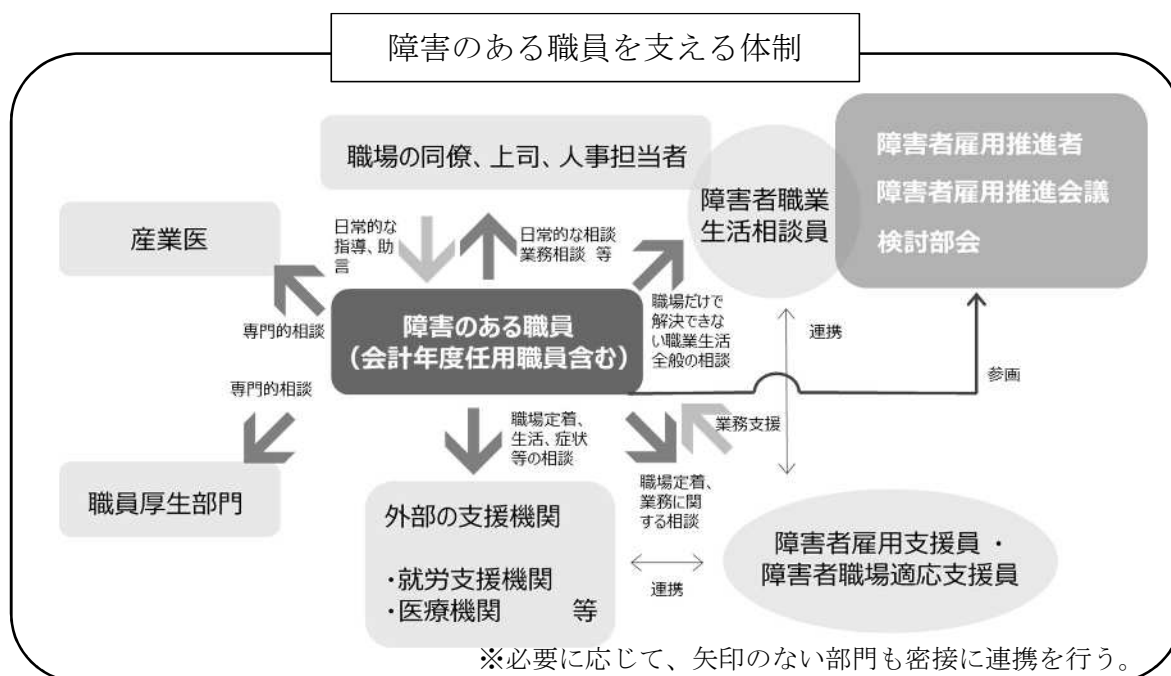 障害のある職員を支える体制
職場の同僚、上司、人事担当者
障害者職業
生活相談員
障害者雇用推進者
障害者雇用推進会議
検討部会
産業医
日常的な
指導、助
言
日常的な相談
業務相談 等
専門的相談
障害のある職員
（会計年度任用職員含む）
職場だけで
解決できな
い職業生活
全般の相談
連携
参画
専門的相談
職場定着、
生活、症状
等の相談
業務支援
職員厚生部門
外部の支援機関
・就労支援機関
・医療機関 等
職場定着、
業務に関
する相談
連携
障害者雇用支援員・
障害者職場適応支援員
※必要に応じて、矢印のない部門も密接に連携を行う。